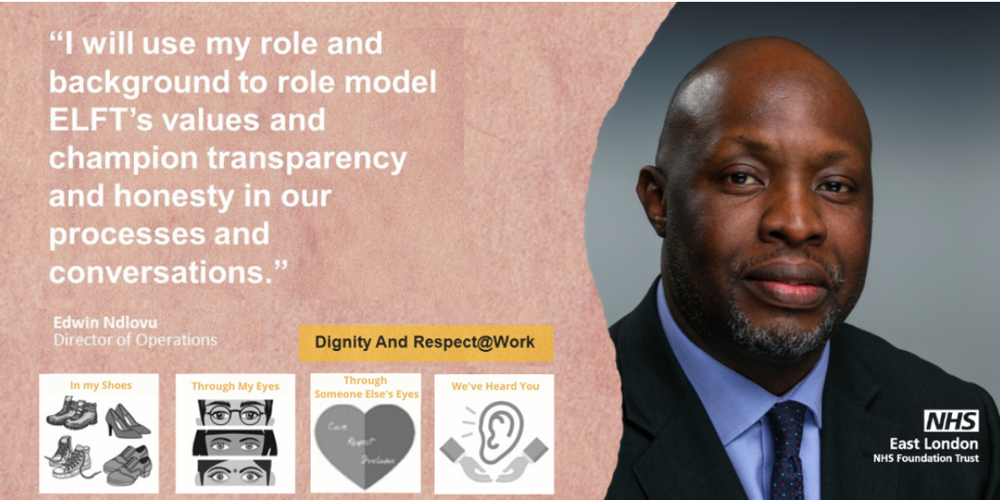 “I will use my role and
background to role model
ELFT’s values and
champion transparency
and honesty in our
processes and
conversations.”
Edwin Ndlovu
Director of Operations
Dignity And Respect@Work
In my Shoes
Through My Eyes
Through
Someone Else's Eyes
We've Heard You
Care
Respect
Inclusion
NHS
East London
NHS Foundation Trust